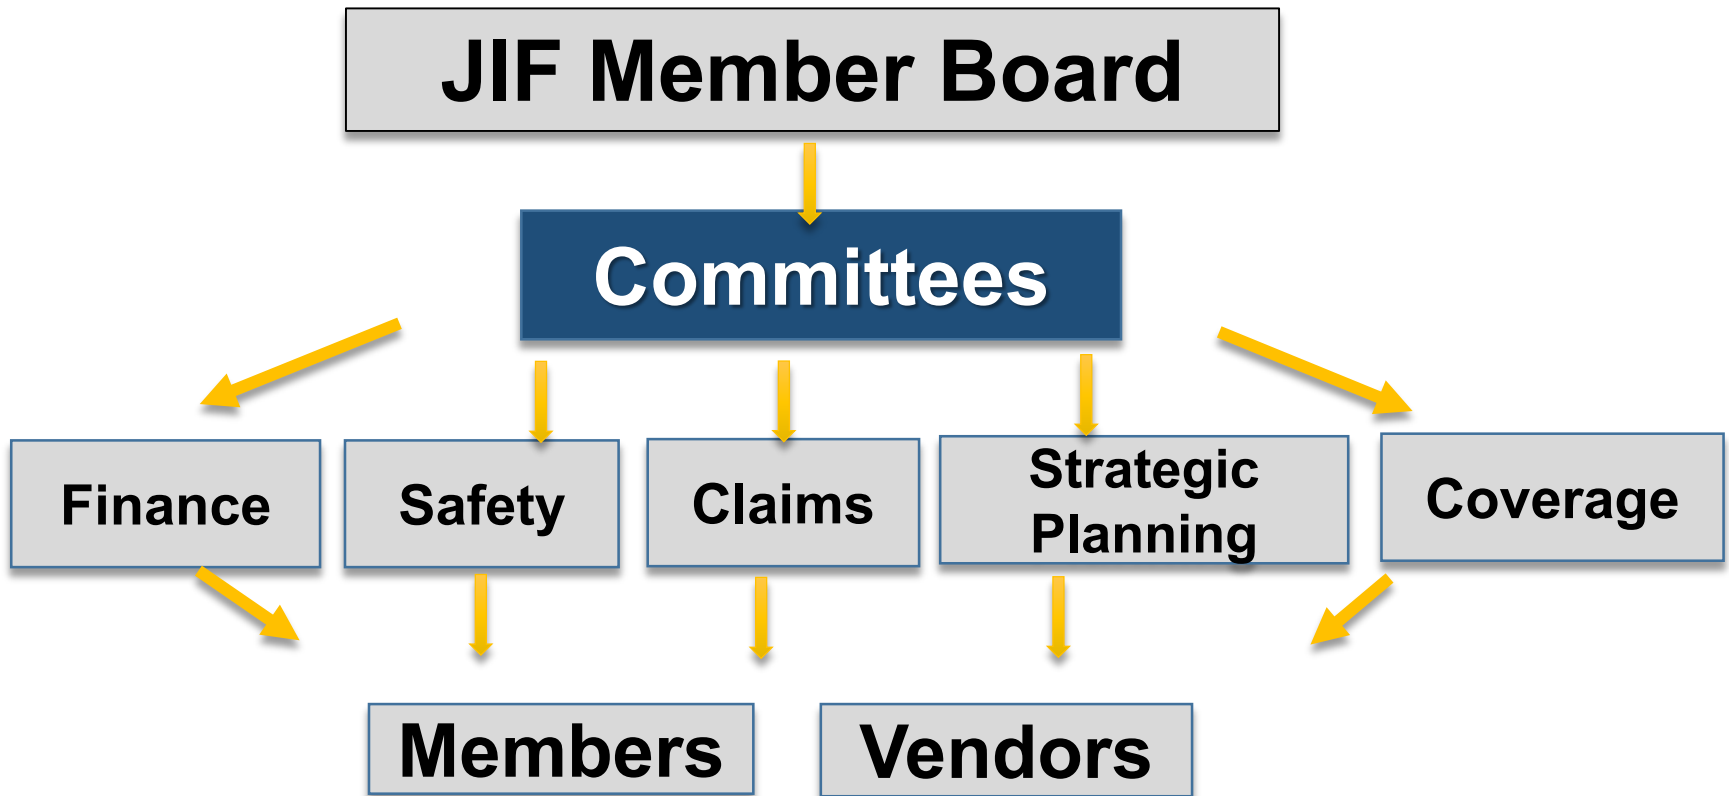 JIF Member Board
Committees
Finance
Safety
Claims
Strategic
Planning
Coverage
Members
Vendors